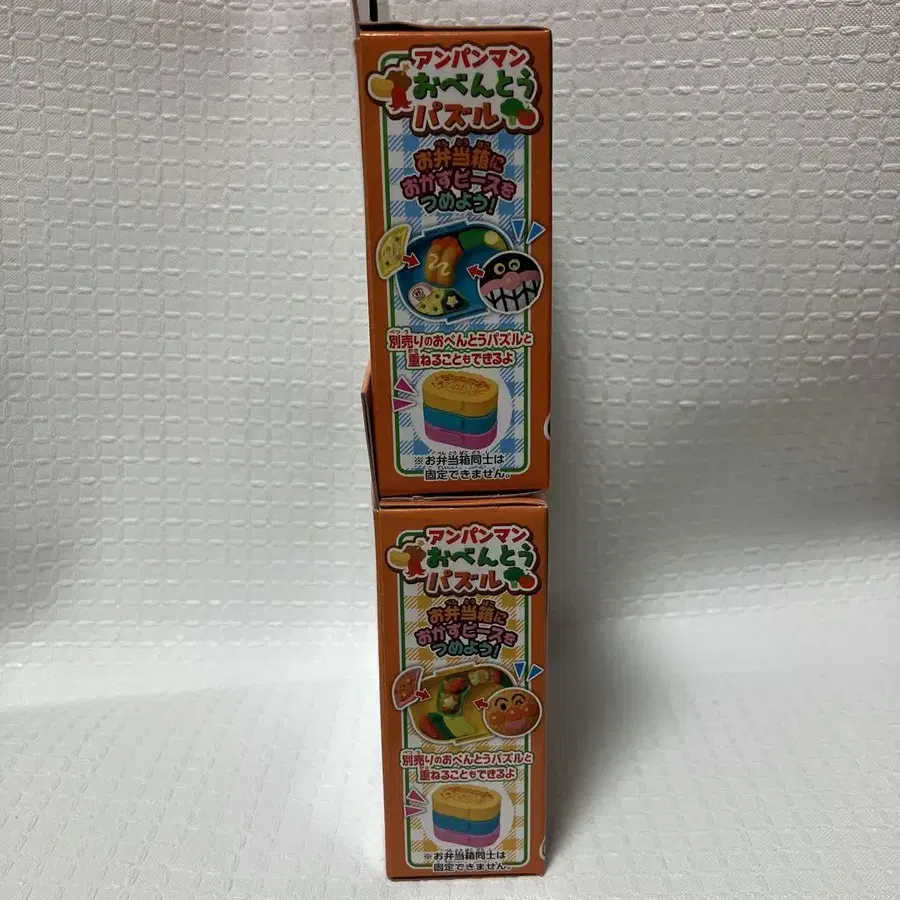 アンパンマン
おべんとう
パズル
お弁当箱に
おかずピースを
つめよう!
別売りのおべんとうパズルと
重ねることもできるよ
※お弁当箱同士は
固定できません。
アンパンマン
おべんとう
パズル
お弁当箱に
おかずピースを
つめよう!
別売りのおべんとうパズルと
重ねることもできるよ
※お弁当箱同士は
固定できません。